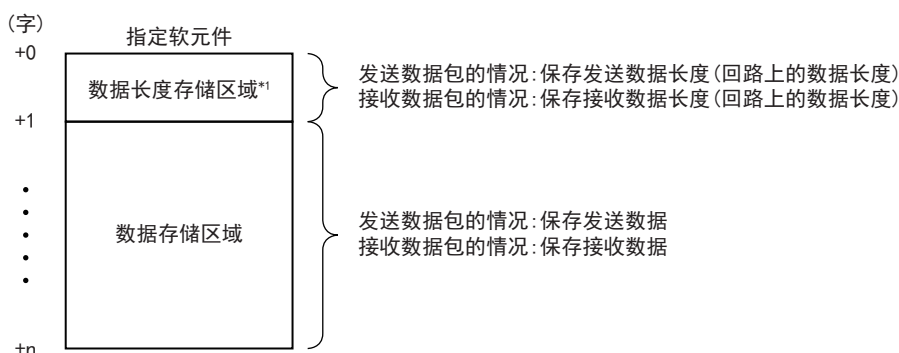 (字)
指定软元件
+0
数据长度存储区域*1
发送数据包的情况:保存发送数据长度(回路上的数据长度)
接收数据包的情况:保存接收数据长度(回路上的数据长度)
+1
数据存储区域
发送数据包的情况:保存发送数据
接收数据包的情况:保存接收数据
+n